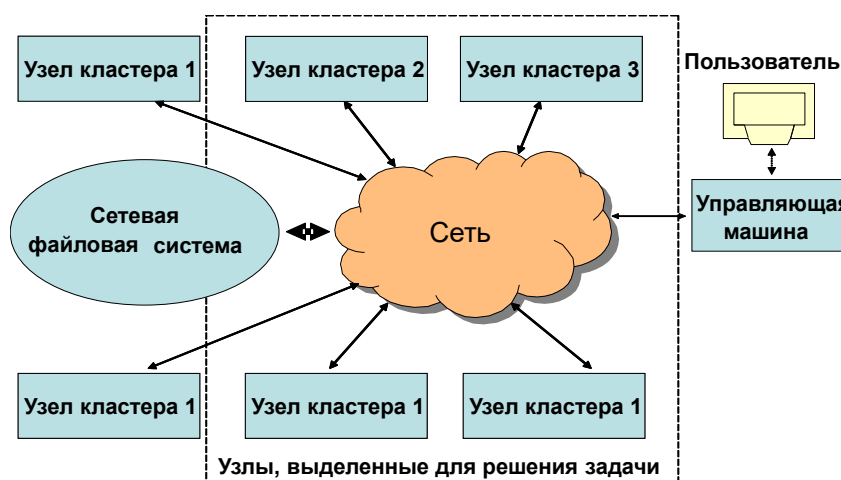 Узел кластера 1
Узел кластера 2
Узел кластера 3
Пользователь
Сетевая
файловая система
Сеть
Управляющая
машина
Узел кластера 1
Узел кластера 1
Узел кластера 1
Узлы, выделенные для решения задачи